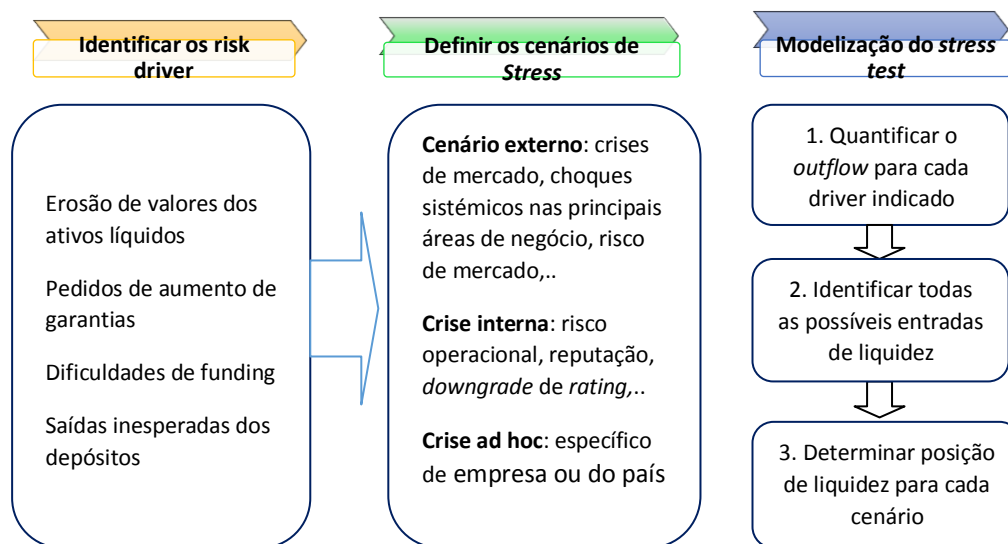 Identificar os risk
driver
Erosão de valores dos
ativos líquidos
Pedidos de aumento de
garantias
Dificuldades de funding
Saídas inesperadas dos
depósitos
Definir os cenários de
Stress
Cenário externo: crises
de mercado, choques
sistémicos nas principais
áreas de negócio, risco
de mercado,..
Crise interna: risco
operacional, reputação,
downgrade de rating,..
Crise ad hoc: específico
de empresa ou do país
Modelização do stress
test
1. Quantificar o
outflow para cada
driver indicado
2. Identificar todas
as possíveis entradas
de liquidez
3. Determinar posição
de liquidez para cada
cenário